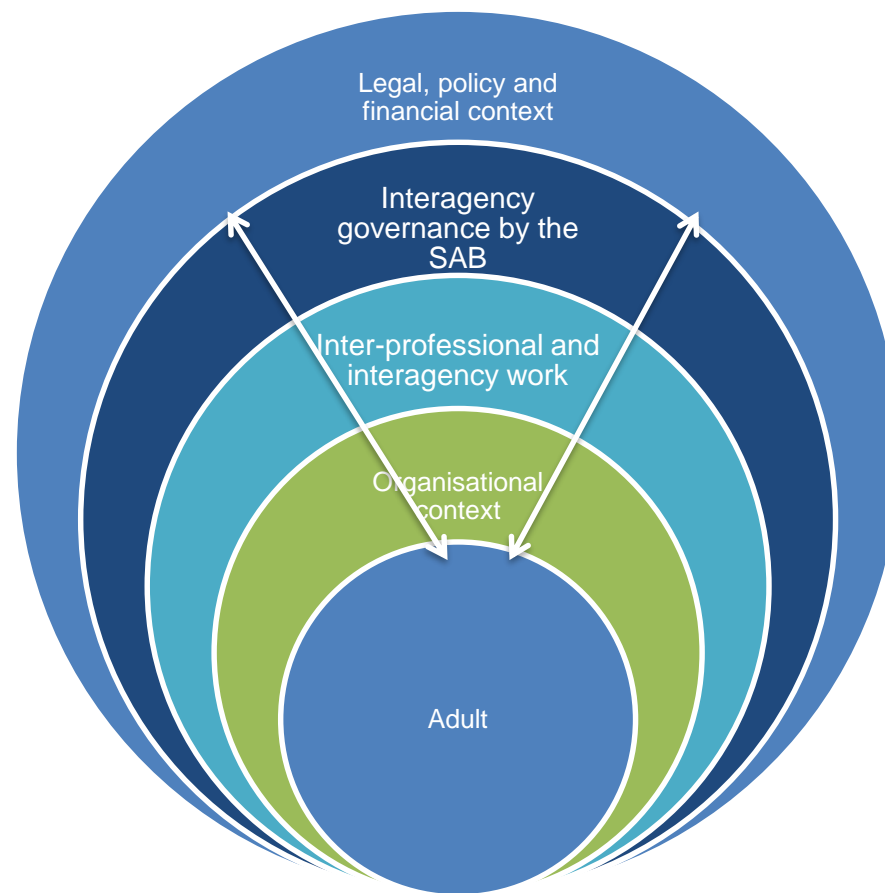 Legal, policy and
financial context
Interagency
governance by the
SAB
Inter-professional and
interagency work
Organisational
context
Adult